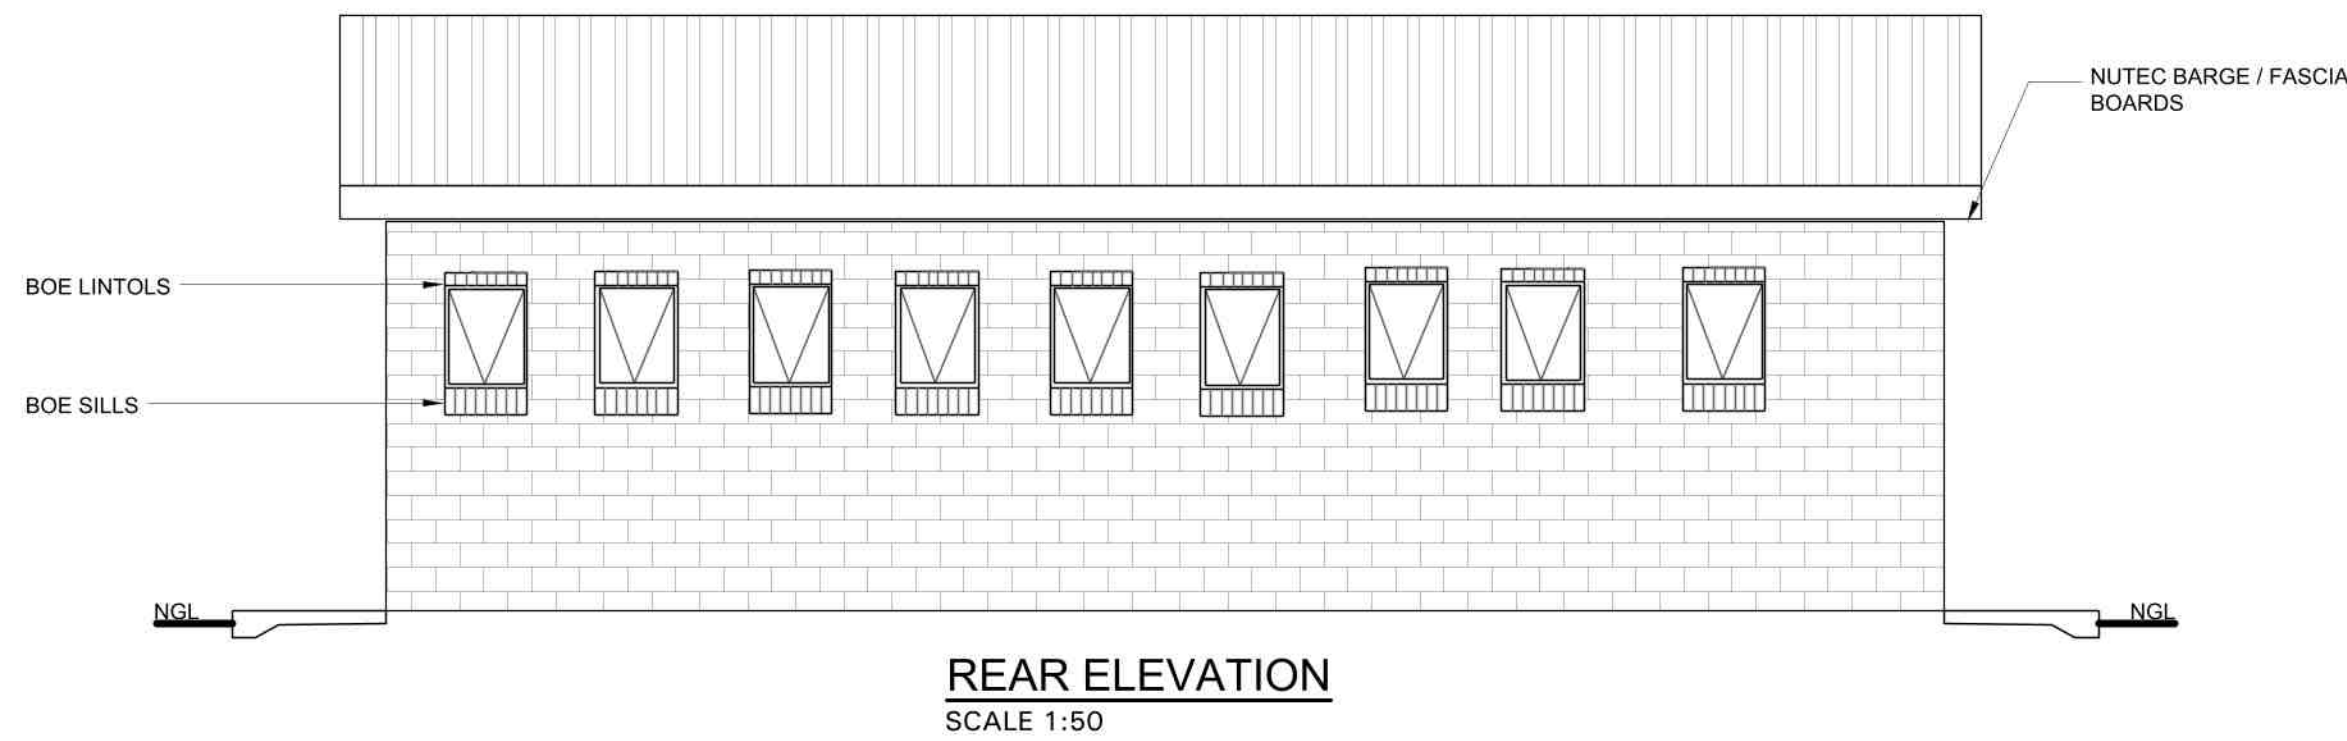 NUTEC BARGE / FASCIA
BOARDS
BOE LINTOLS
BOE SILLS
NGL
NGL
REAR ELEVATION
SCALE 1:50